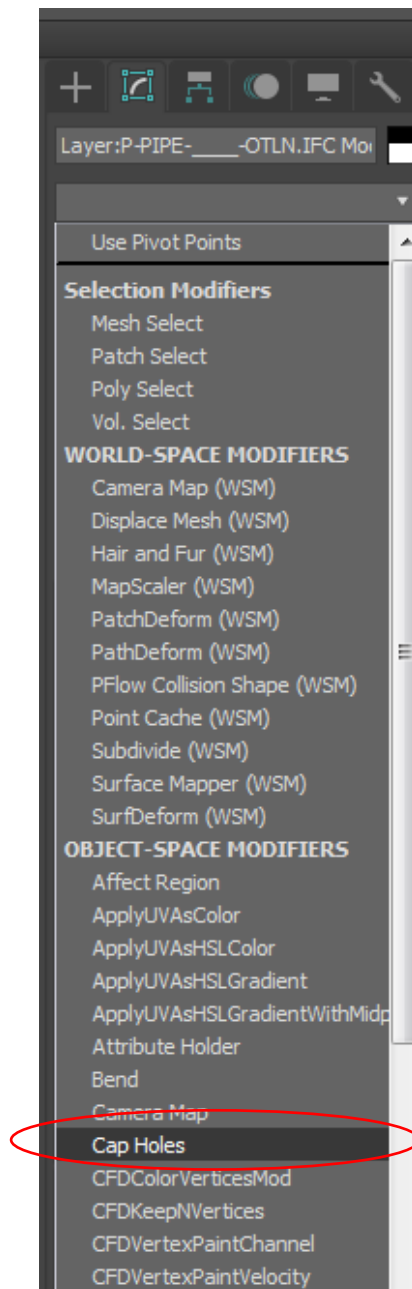 Layer:P-PIPE-____-OTLN.IFC Mo
Use Pivot Points
Selection Modifiers
Mesh Select
Patch Select
Poly Select
Vol. Select
WORLD-SPACE MODIFIERS
Camera Map (WSM)
Displace Mesh (WSM)
Hair and Fur (WSM)
MapScaler (WSM)
PatchDeform (WSM)
PathDeform (WSM)
PFlow Collision Shape (WSM)
Point Cache (WSM)
Subdivide (WSM)
Surface Mapper (WSM)
SurfDeform (WSM)
OBJECT-SPACE MODIFIERS
Affect Region
ApplyUVAsColor
ApplyUVAsHSLColor
ApplyUVAsHSLGradient
ApplyUVAsHSLGradientWithMidp
Attribute Holder
Bend
Camera Map
Cap Holes
CFDColorVerticesMod
CFDKeepNVertices
CFDVertexPaintChannel
CFDVertexPaintVelocity